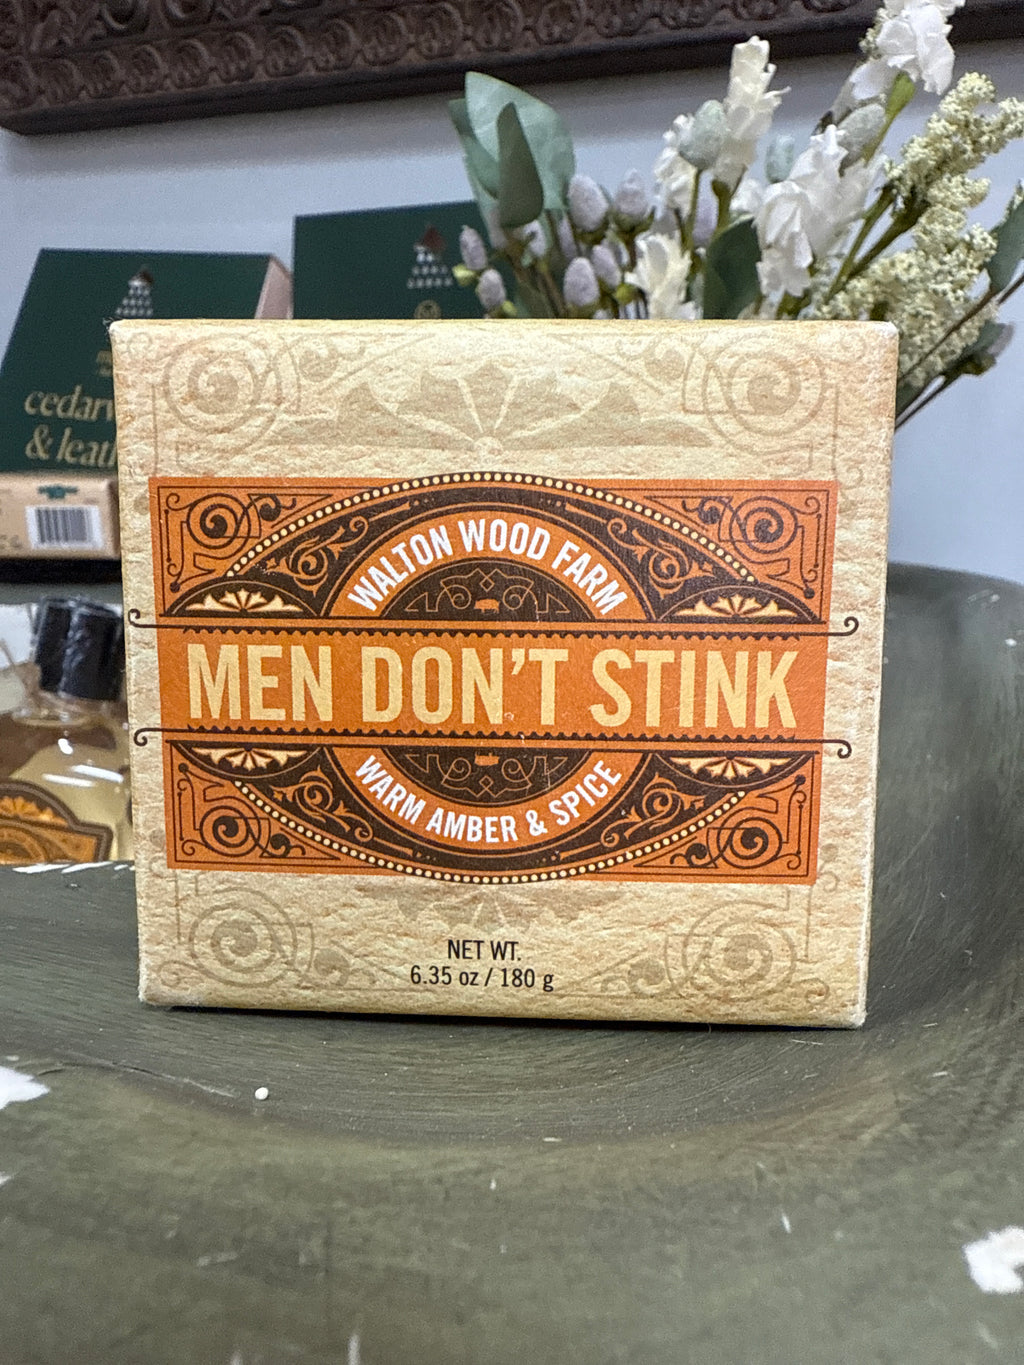 WALTON WOOD FARM
MEN DON'T STINK
WARM AMBER & SPICE
NET WT.
6.35 oz / 180 g
&